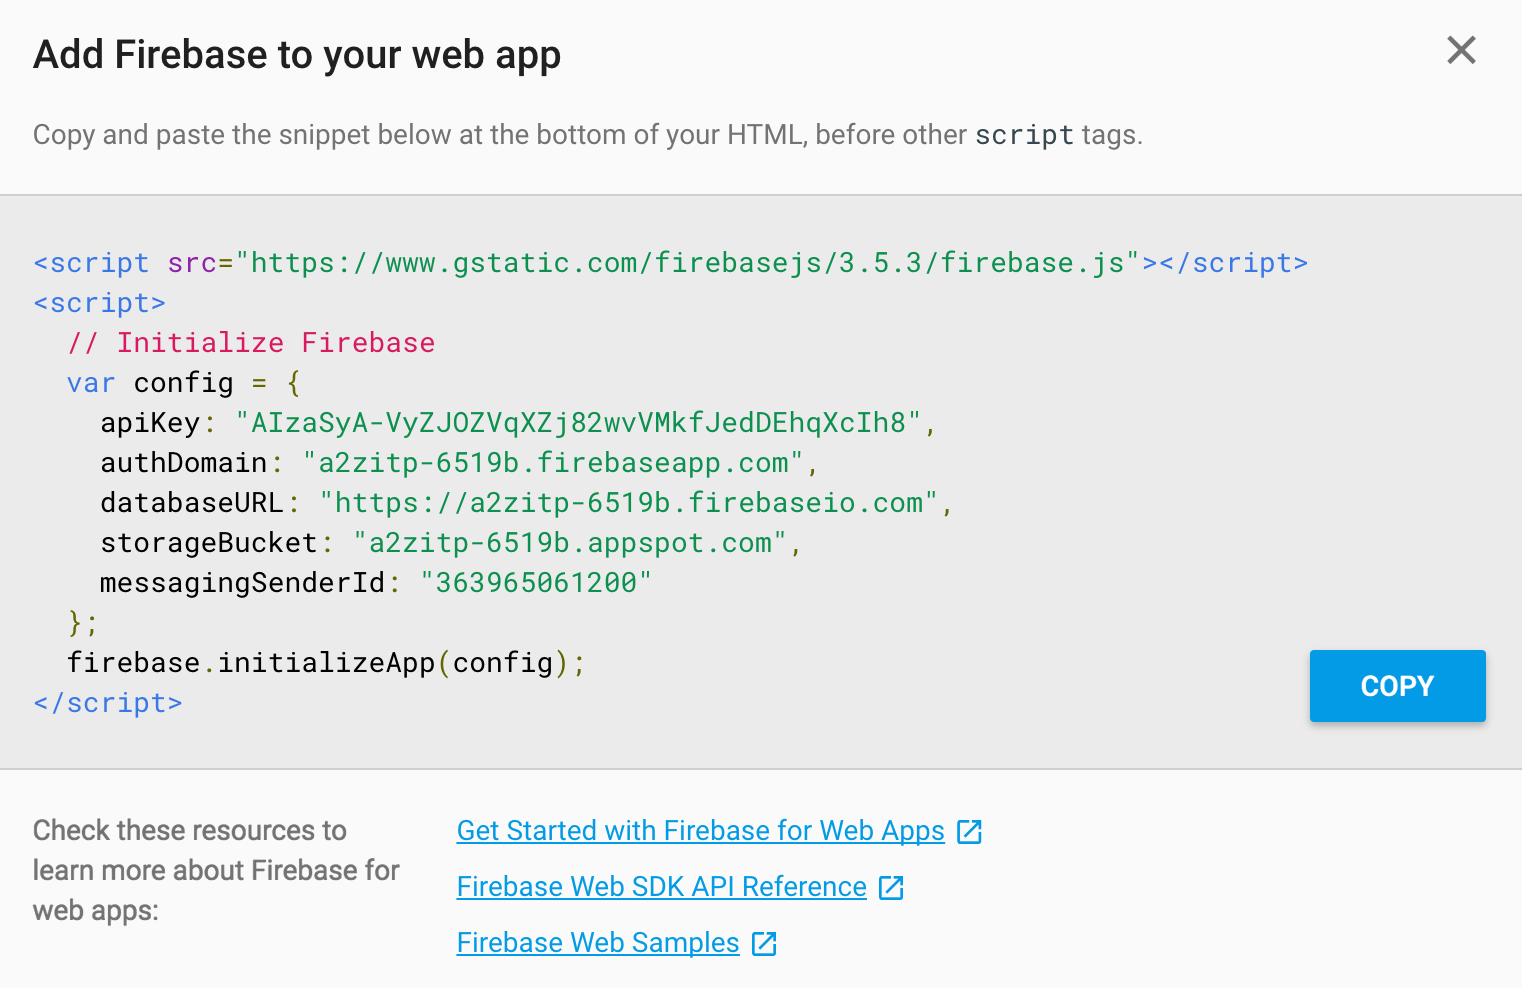 Add Firebase to your web app
Copy and paste the snippet below at the bottom of your HTML, before other script tags.
<script src="https://www.gstatic.com/firebasejs/3.5.3/firebase.js"></script>
<script>
  // Initialize Firebase
  var config = {
    apiKey: "AIzaSyA-VyZJOZVqXZj82wvVMkfJedDEhqXcIh8",
    authDomain: "a2zitp-6519b.firebaseapp.com",
    databaseURL: "https://a2zitp-6519b.firebaseio.com",
    storageBucket: "a2zitp-6519b.appspot.com",
    messagingSenderId: "363965061200"
  };
  firebase.initializeApp(config);
</script>
COPY
Check these resources to
learn more about Firebase for
web apps:
Get Started with Firebase for Web Apps
Firebase Web SDK API Reference
Firebase Web Samples